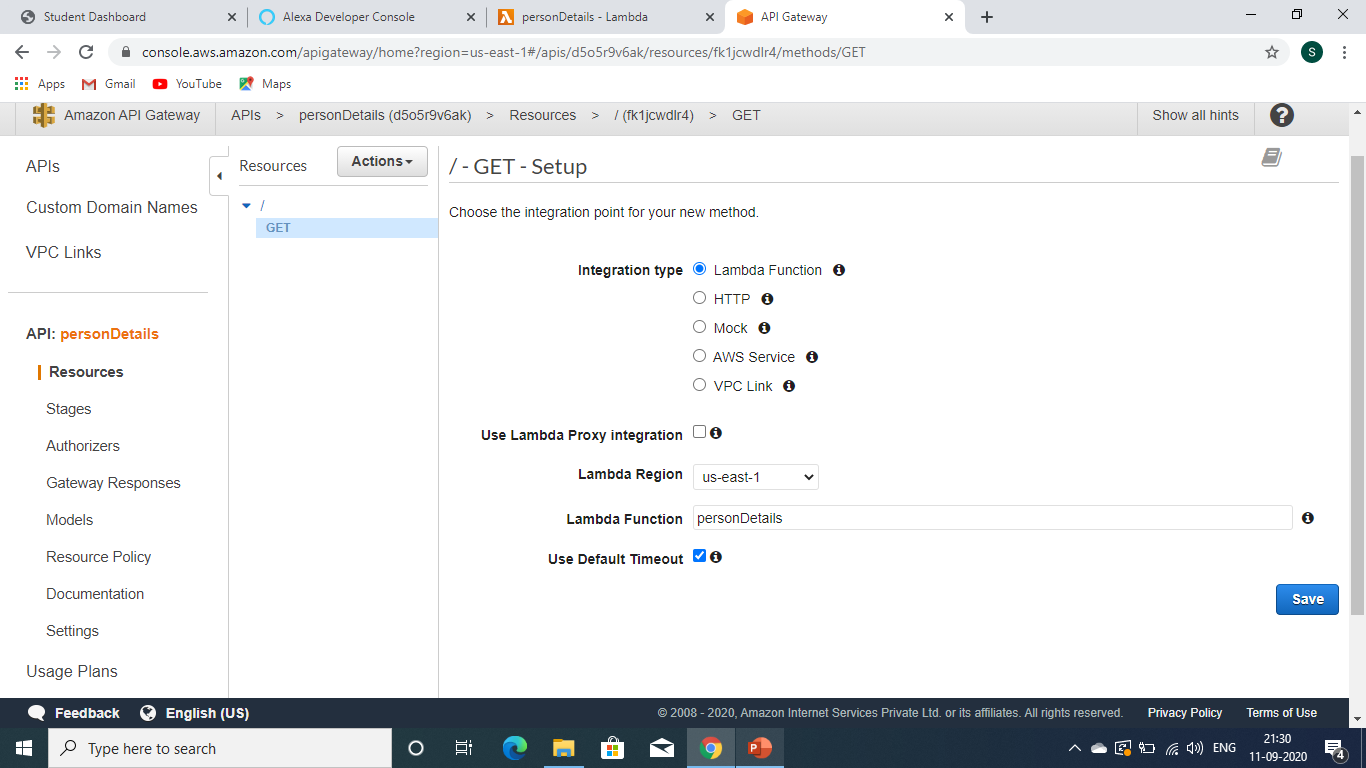 Student Dashboard
Alexa Developer Console
personDetails - Lambda
API Gateway
console.aws.amazon.com/apigateway/home?region=us-east-1#/apis/d5o5r9v6ak/resources/fk1jcwdlr4/methods/GET
S
Apps
Gmail
YouTube
Maps
Amazon API Gateway
APIs > personDetails (d5o5r9v6ak) > Resources > / (fk1jcwdlr4) > GET
Show all hints
?
APIs
Custom Domain Names
VPC Links
API: personDetails
Resources
Stages
Authorizers
Gateway Responses
Models
Resource Policy
Documentation
Settings
Usage Plans
Resources
Actions
/
GET
/ - GET - Setup
Choose the integration point for your new method.
Integration type
Lambda Function
HTTP
Mock
AWS Service
VPC Link
Use Lambda Proxy integration
Lambda Region us-east-1
Lambda Function personDetails
Use Default Timeout
Save
Feedback
English (US)
© 2008 - 2020, Amazon Internet Services Private Ltd. or its affiliates. All rights reserved.
Privacy Policy
Terms of Use
Type here to search
ENG
21:30
11-09-2020
4